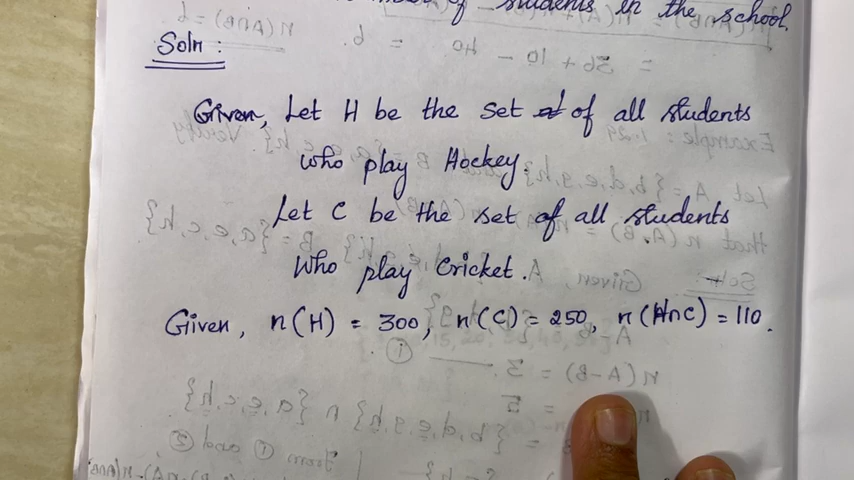 of students in the school.
Soln :
Given, Let H be the set of all students
who play Hockey.
Let C be the set of all students
Who play Cricket.
Given, n(H) = 300, n(C) = 250, n(H∩C) = 110.